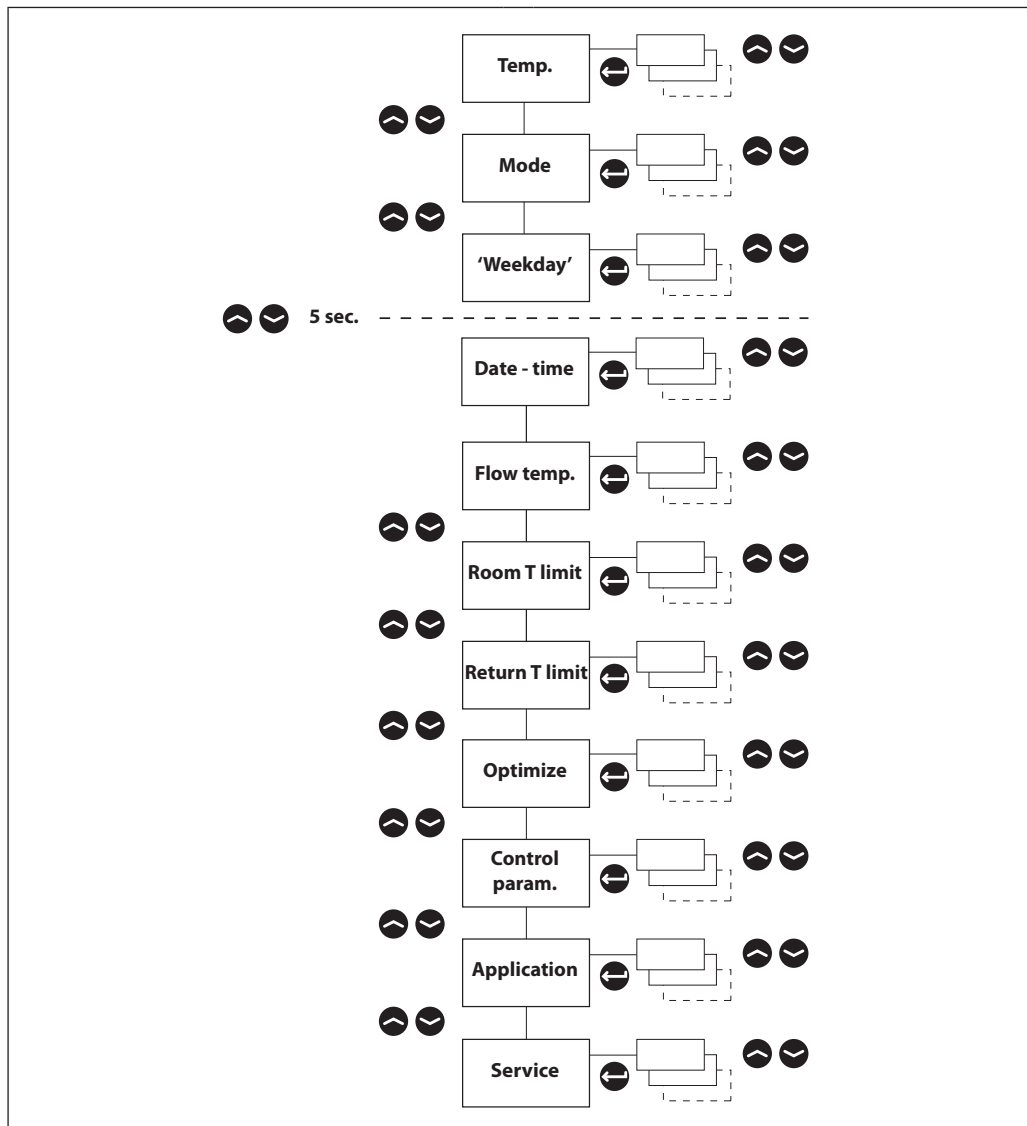 Temp.
Mode
‘Weekday’
5 sec.
Date - time
Flow temp.
Room T limit
Return T limit
Optimize
Control
param.
Application
Service